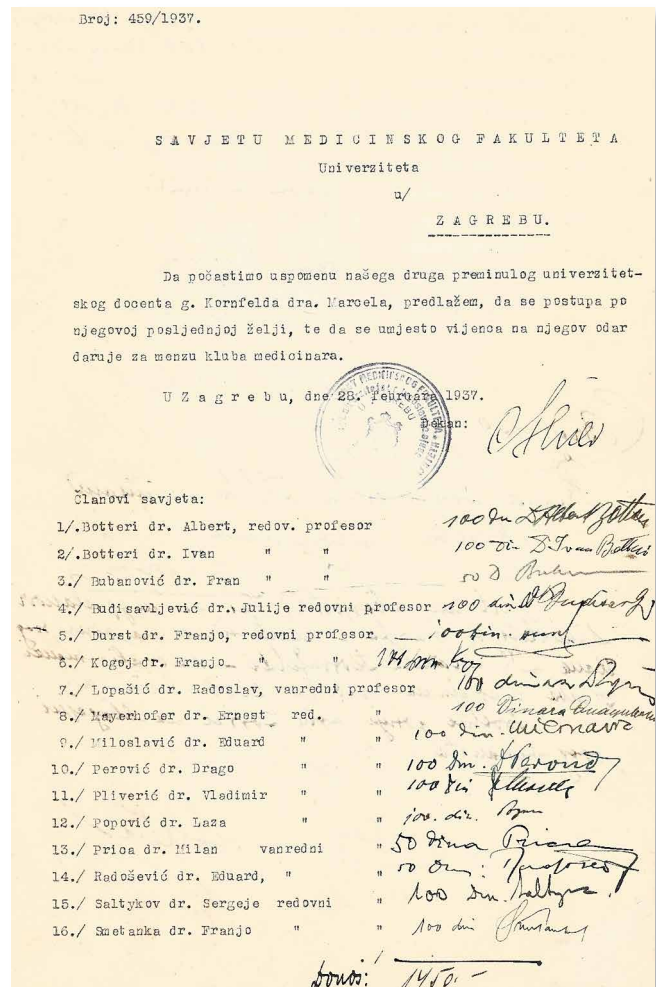 Broj: 459/1937.
SAVJETU MEDICINSKOG FAKULTETA
Univerziteta
u/
ZAGREBU.
Da počastimo uspomenu našega druga preminulog univerzitet-
skog docenta g. Kornfelda dra. Marcela, predlažem, da se postupa po
njegovoj posljednjoj želji, te da se umjesto vijenca na njegov odar
daruje za menzu kluba medicinara.
U Zagrebu, dne 28. februara 1937.
Dekan:
Članovi savjeta:
1/.Botteri dr. Albert, redov. profesor 100 din Dr Albert Botteri
2/.Botteri dr. Ivan " " 100 din Dr Ivan Botteri
3./ Bubanović dr. Fran " " 50 D
4./ Budisavljević dr. Julije redovni profesor 100 din
5./ Durst dr. Franjo, redovni profesor 100 din.
6./ Kogoj dr. Franjo " "
7./ Lopašić dr. Radoslav, vanredni profesor 100 dinara
8./ Mayerhofer dr. Ernest red. " 100 Dinara
9./ Miloslavić dr. Eduard " " 100 din.
10./ Perović dr. Drago " " 100 din.
11./ Pliverić dr. Vladimir " " 100 din
12./ Popović dr. Laza " " 100. din.
13./ Prica dr. Milan vanredni " 50 dina Prica
14./ Radošević dr. Eduard, " "
15./ Saltykov dr. Sergeje redovni " 100 Din. Saltykow
16./ Smetanka dr. Franjo " " 100 din
Donos: 1450.-